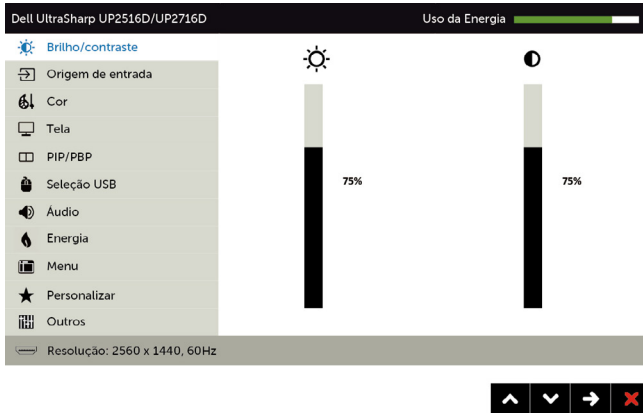 Dell UltraSharp UP2516D/UP2716D
Uso da Energia
Brilho/contraste
Origem de entrada
Cor
Tela
PIP/PBP
Seleção USB
Áudio
Energia
Menu
Personalizar
Outros
75%
75%
Resolução: 2560 x 1440, 60Hz